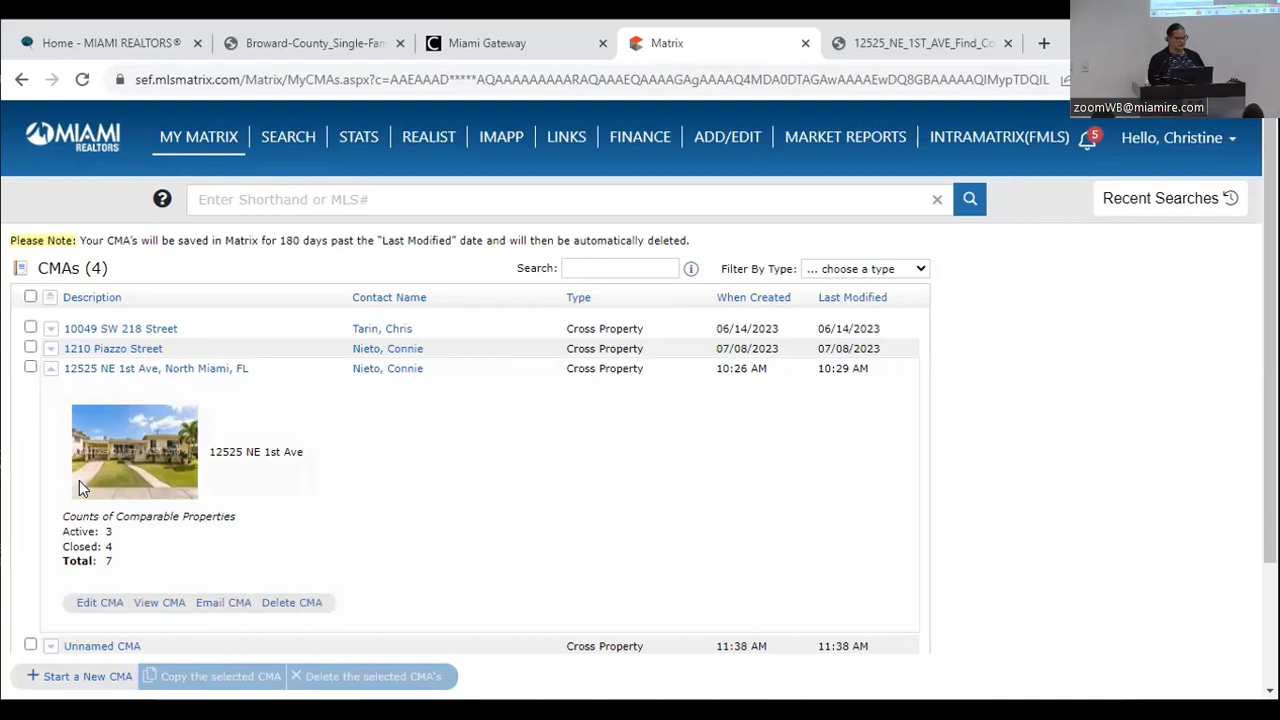 Home - MIAMI REALTORS®
Broward-County_Single-Fam
Miami Gateway
Matrix
12525_NE_1ST_AVE_Find_Co
sef.mlsmatrix.com/Matrix/MyCMAs.aspx?c=AAEAAAD*****AQAAAAAAAAARAQAAAEQAAAAGAgAAAAQ4MDA0DTAGAwAAAAEwDQ8GBAAAAAQIMypTDQIL
zoomWB@miamire.com
MIAMI REALTORS
MY MATRIX
SEARCH
STATS
REALIST
IMAPP
LINKS
FINANCE
ADD/EDIT
MARKET REPORTS
INTRAMATRIX(FMLS)
5
Hello, Christine
Enter Shorthand or MLS#
Recent Searches
Please Note: Your CMA's will be saved in Matrix for 180 days past the "Last Modified" date and will then be automatically deleted.
CMAs (4)
Search:
Filter By Type:
... choose a type
Description Contact Name Type When Created Last Modified
10049 SW 218 Street Tarin, Chris Cross Property 06/14/2023 06/14/2023
1210 Piazzo Street Nieto, Connie Cross Property 07/08/2023 07/08/2023
12525 NE 1st Ave, North Miami, FL Nieto, Connie Cross Property 10:26 AM 10:29 AM
12525 NE 1st Ave
Counts of Comparable Properties
Active: 3
Closed: 4
Total: 7
Edit CMA View CMA Email CMA Delete CMA
Unnamed CMA Cross Property 11:38 AM 11:38 AM
+ Start a New CMA
Copy the selected CMA
Delete the selected CMA's